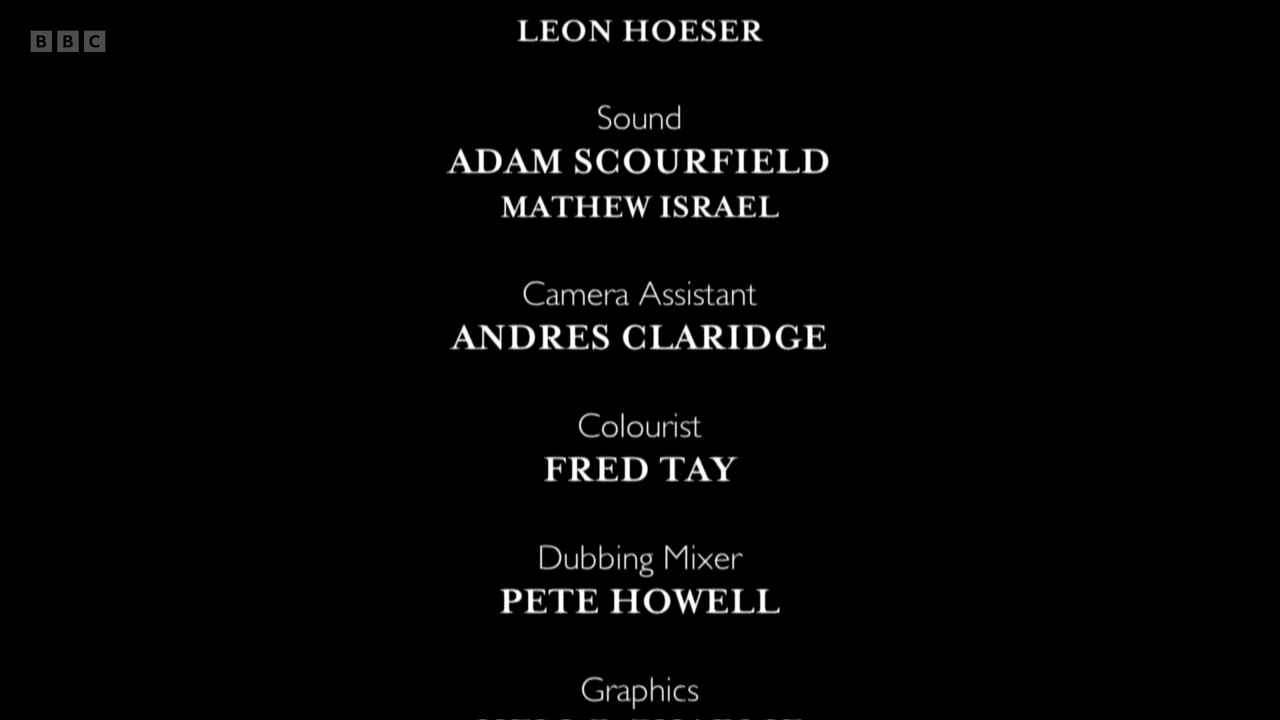 BBC
LEON HOESER
Sound
ADAM SCOURFIELD
MATHEW ISRAEL
Camera Assistant
ANDRES CLARIDGE
Colourist
FRED TAY
Dubbing Mixer
PETE HOWELL
Graphics